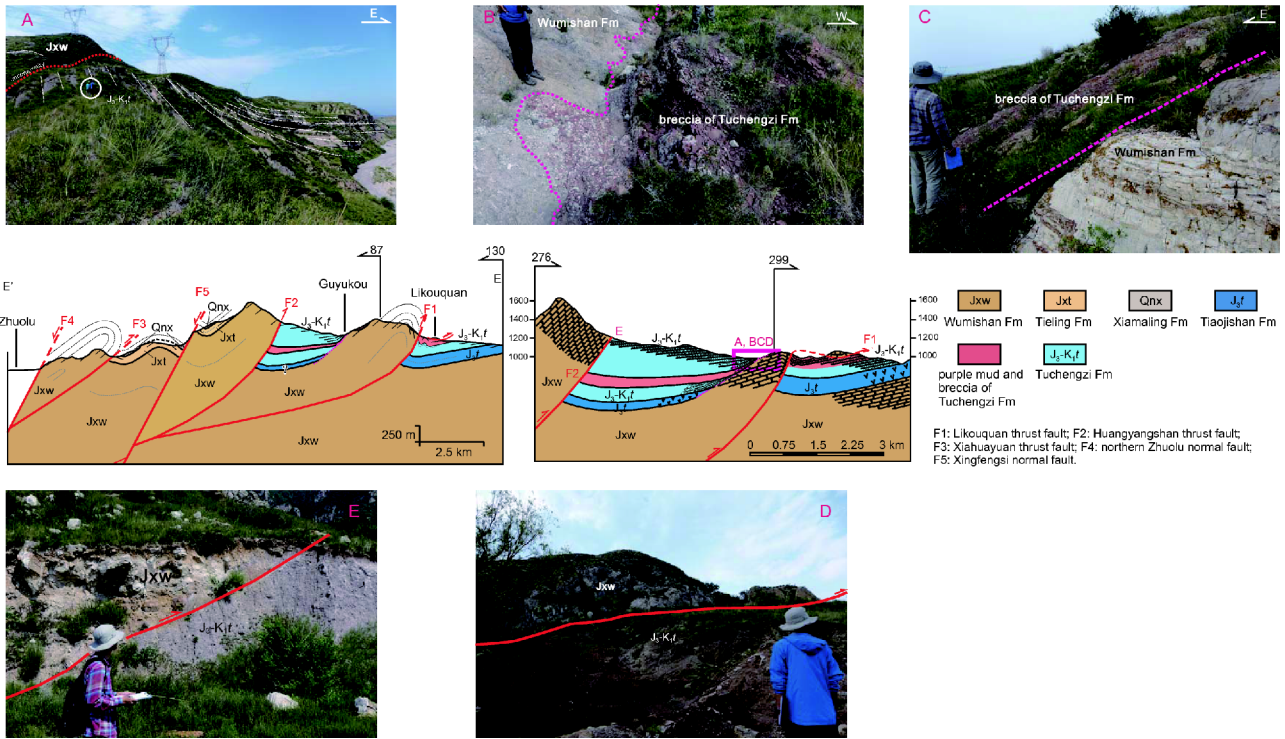 A
E
Jxw
J₃-K₁t
B
W
Wumishan Fm
breccia of Tuchengzi Fm
C
E
breccia of Tuchengzi Fm
Wumishan Fm
E'
Zhuolu
F4
F3
Qnx
F5
Qnx
F2
J₃-K₁t
Guyukou
87
Likouquan
F1
130
E
J₃-K₁t
Jxt
Jxt
J₃t
Jxw
Jxw
Jxw
Jxw
Jxw
Jxw
250 m
2.5 km
276
1600
1400
1200
1000
E
J₃-K₁t
A, BCD
299
F1
J₃-K₁t
1600
1400
1200
1000
Jxw
F2
J₃-K₁t
J₃t
J₃t
Jxw
Jxw
0 0.75 1.5 2.25 3 km
Jxw
Jxt
Qnx
J₃t
Wumishan Fm
Tieling Fm
Xiamaling Fm
Tiaojishan Fm
J₃-K₁t
purple mud and
breccia of
Tuchengzi Fm
Tuchengzi Fm
F1: Likouquan thrust fault; F2: Huangyangshan thrust fault;
F3: Xiahuayuan thrust fault; F4: northern Zhuolu normal fault;
F5: Xingfengsi normal fault.
E
Jxw
J₃-K₁t
D
Jxw
J₃-K₁t